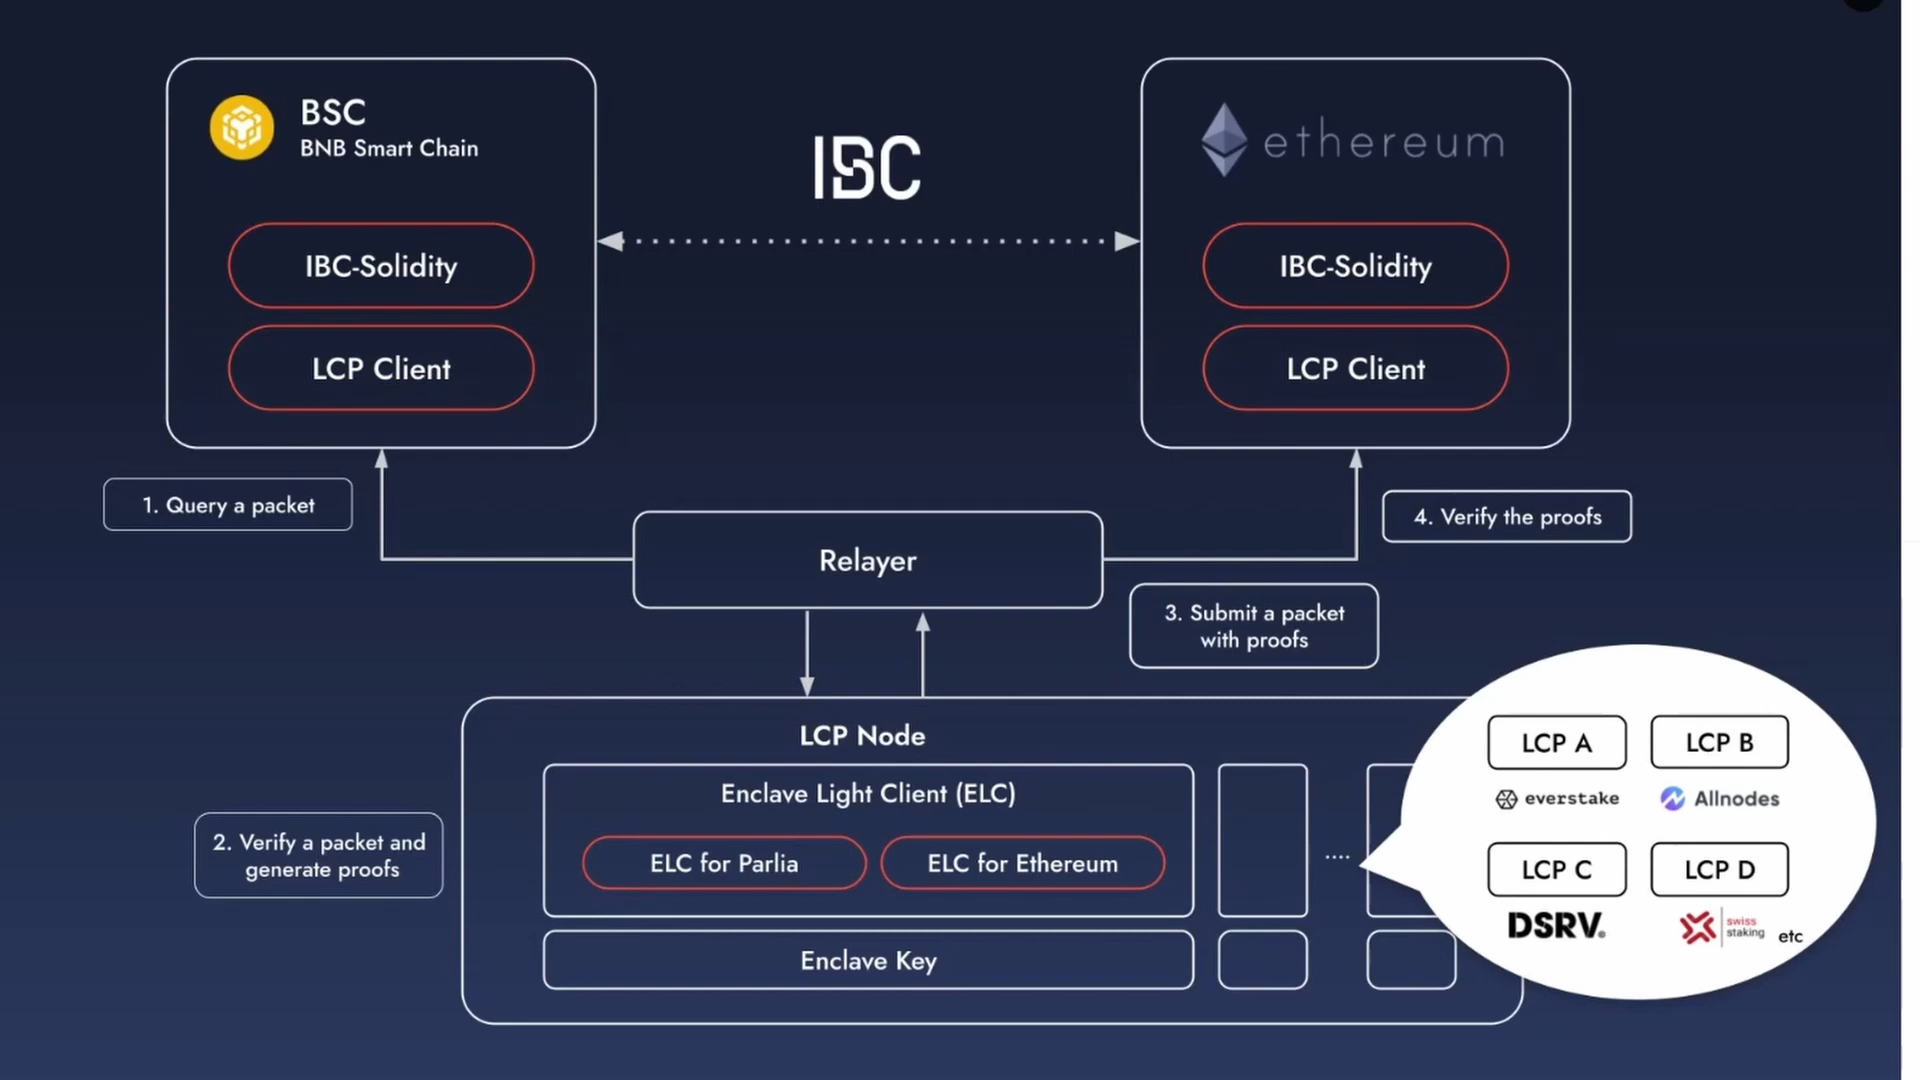 BSC
BNB Smart Chain
IBC-Solidity
LCP Client
IBC
ethereum
IBC-Solidity
LCP Client
1. Query a packet
Relayer
4. Verify the proofs
3. Submit a packet
with proofs
LCP Node
Enclave Light Client (ELC)
ELC for Parlia
ELC for Ethereum
Enclave Key
2. Verify a packet and
generate proofs
....
LCP A
LCP B
everstake
Allnodes
LCP C
LCP D
DSRV.
swiss
staking
etc